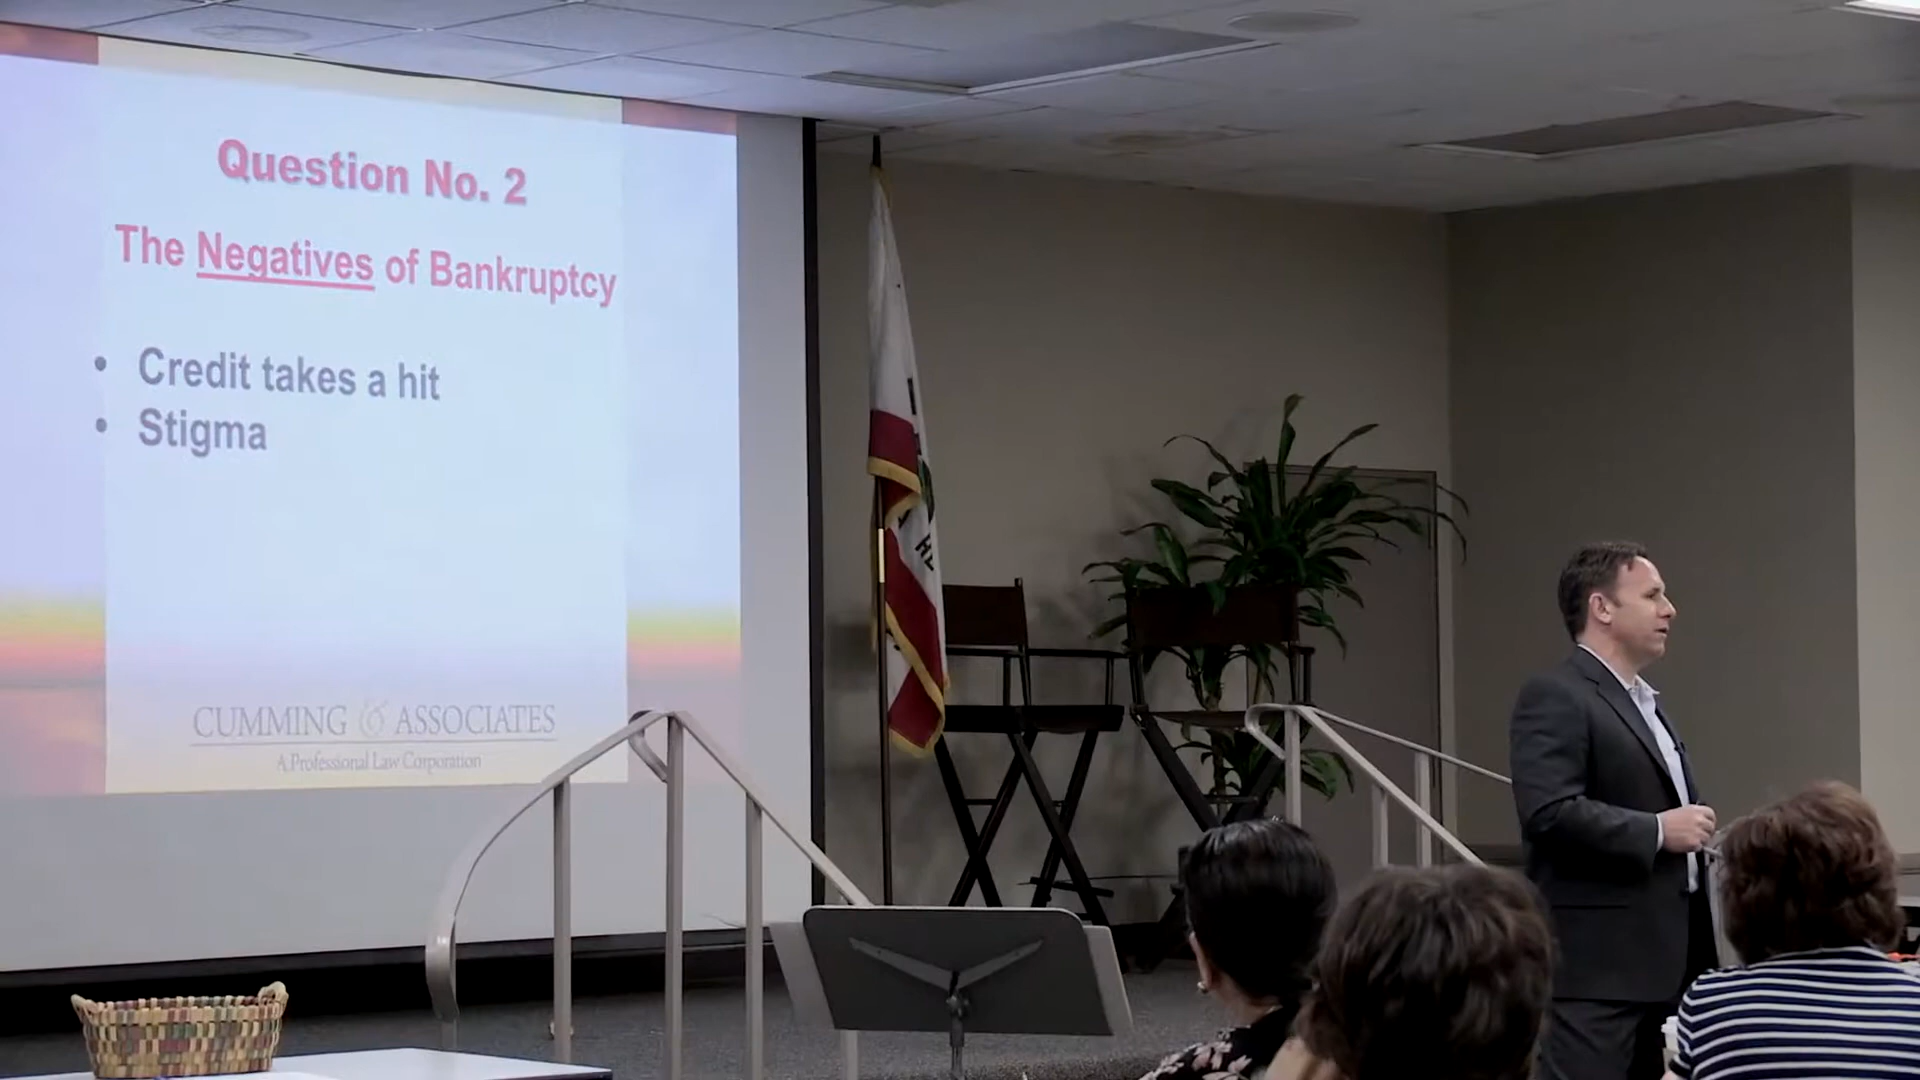 Question No. 2
The Negatives of Bankruptcy
• Credit takes a hit
• Stigma
CUMMING & ASSOCIATES
A Professional Law Corporation